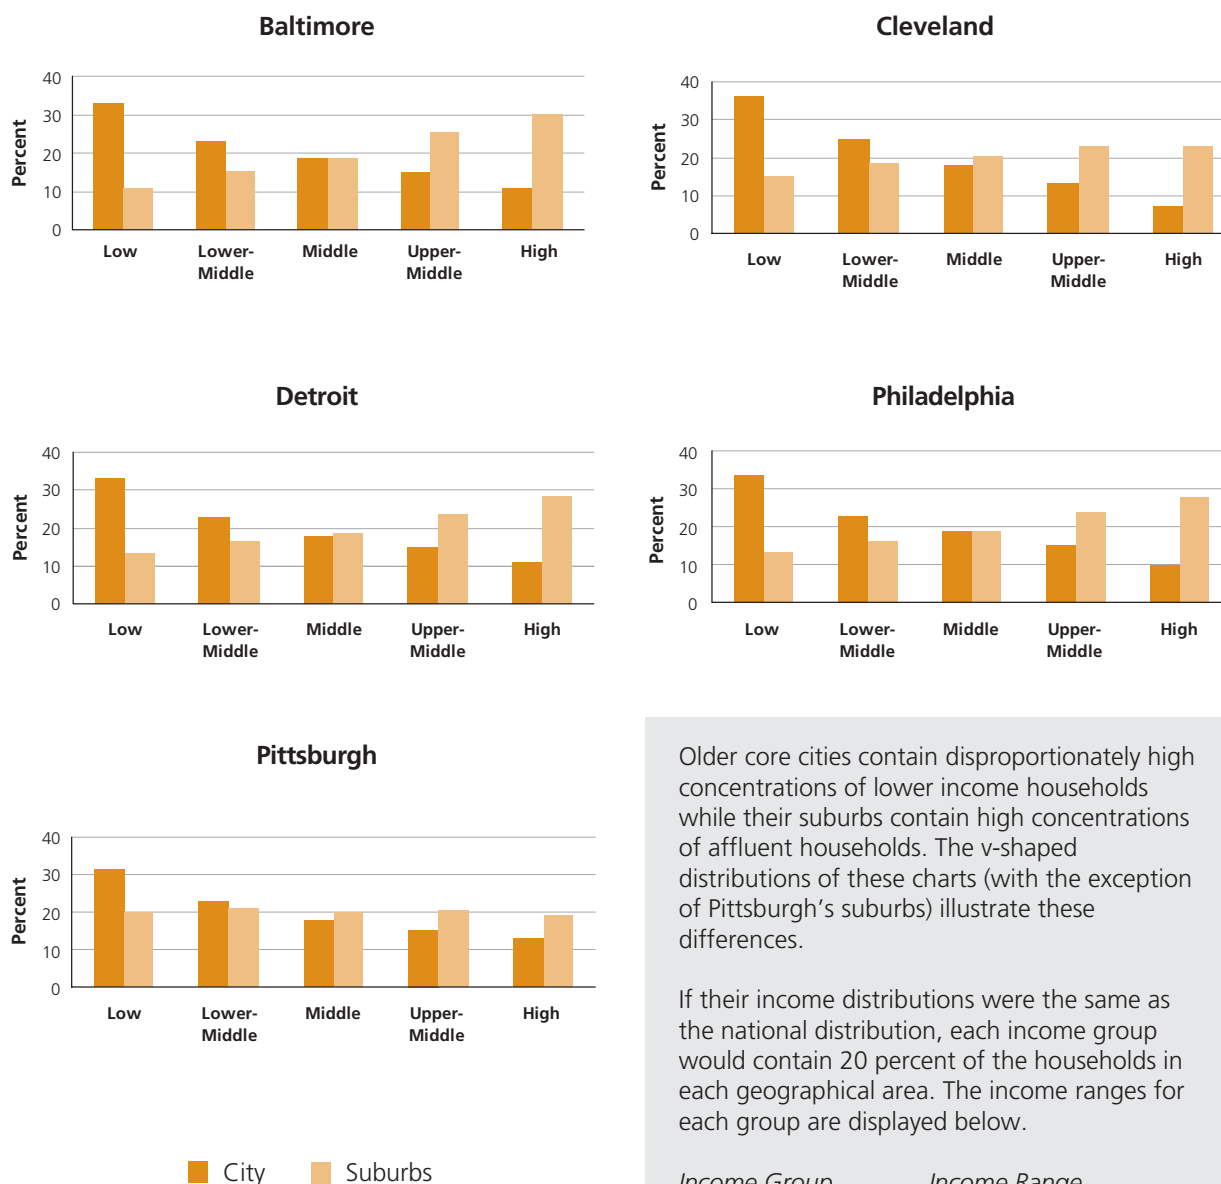 Baltimore
40
30
20
10
0
Percent
Low
Lower-
Middle
Middle
Upper-
Middle
High
Cleveland
40
30
20
10
0
Percent
Low
Lower-
Middle
Middle
Upper-
Middle
High
Detroit
40
30
20
10
0
Percent
Low
Lower-
Middle
Middle
Upper-
Middle
High
Philadelphia
40
30
20
10
0
Percent
Low
Lower-
Middle
Middle
Upper-
Middle
High
Pittsburgh
40
30
20
10
0
Percent
Low
Lower-
Middle
Middle
Upper-
Middle
High
City
Suburbs
Older core cities contain disproportionately high
concentrations of lower income households
while their suburbs contain high concentrations
of affluent households. The v-shaped
distributions of these charts (with the exception
of Pittsburgh's suburbs) illustrate these
differences.
If their income distributions were the same as
the national distribution, each income group
would contain 20 percent of the households in
each geographical area. The income ranges for
each group are displayed below.
Income Group Income Range